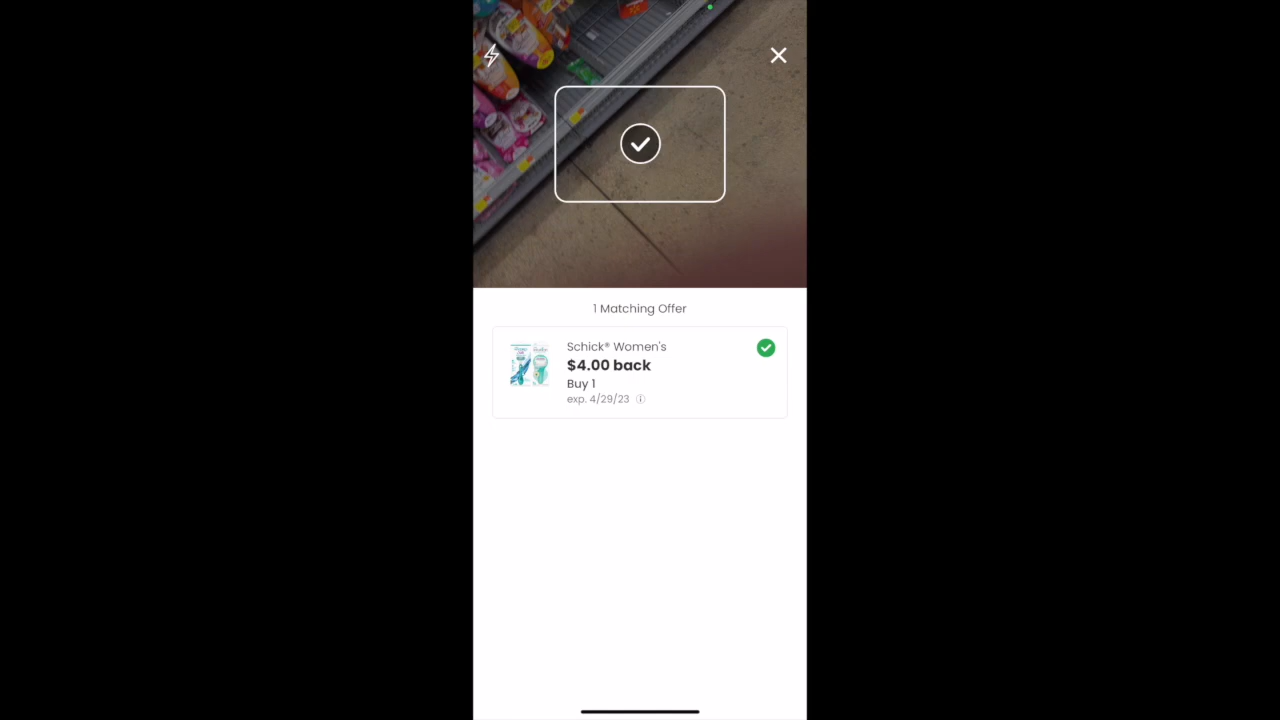 1 Matching Offer
Schick® Women's
$4.00 back
Buy 1
exp. 4/29/23